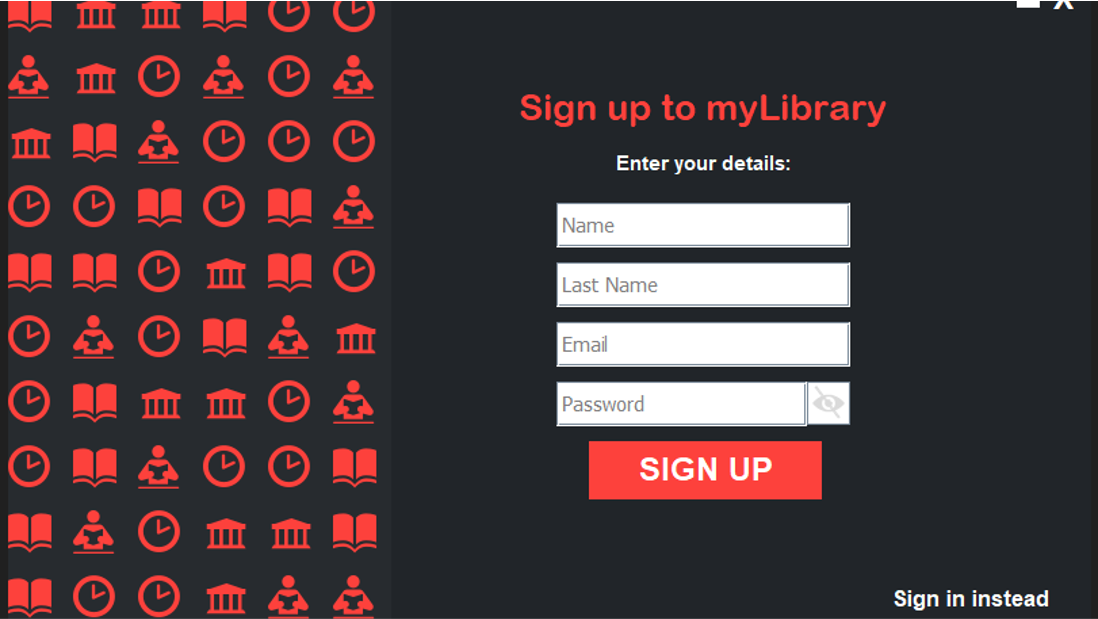 Sign up to myLibrary
Enter your details:
Name
Last Name
Email
Password
SIGN UP
Sign in instead